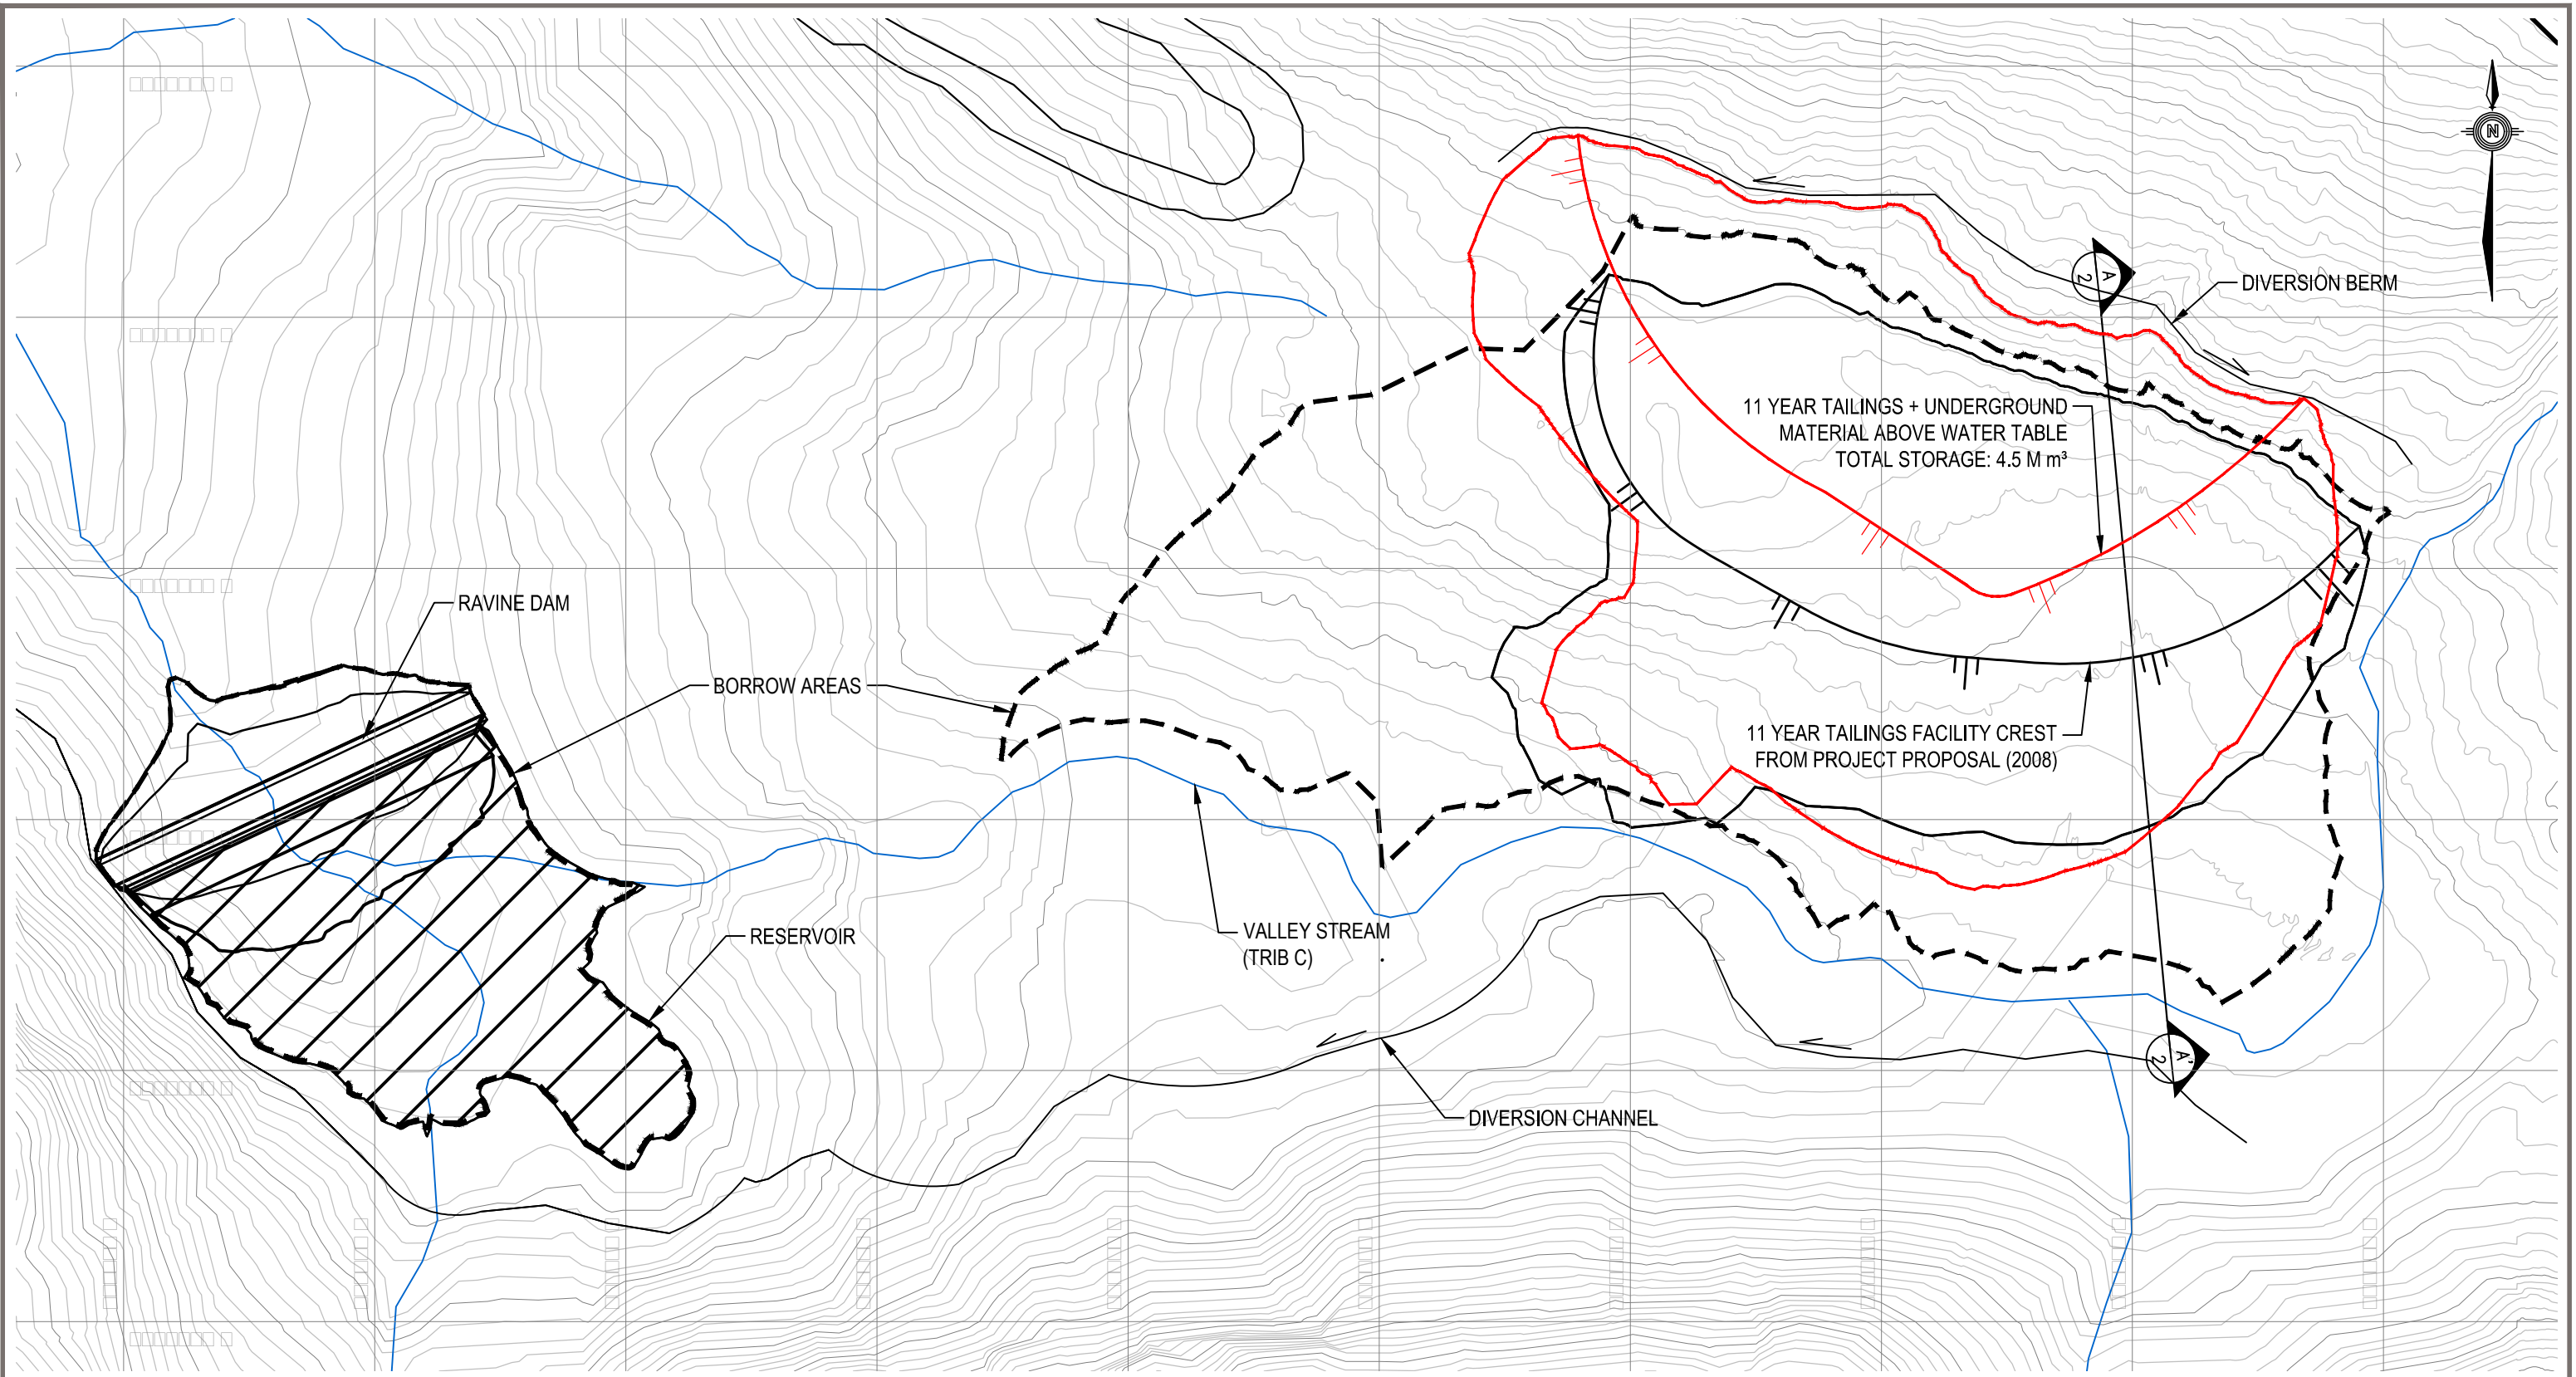 N
A
2
DIVERSION BERM
11 YEAR TAILINGS + UNDERGROUND
MATERIAL ABOVE WATER TABLE
TOTAL STORAGE: 4.5 M m³
RAVINE DAM
BORROW AREAS
11 YEAR TAILINGS FACILITY CREST
FROM PROJECT PROPOSAL (2008)
RESERVOIR
VALLEY STREAM
(TRIB C)
A'
2
DIVERSION CHANNEL